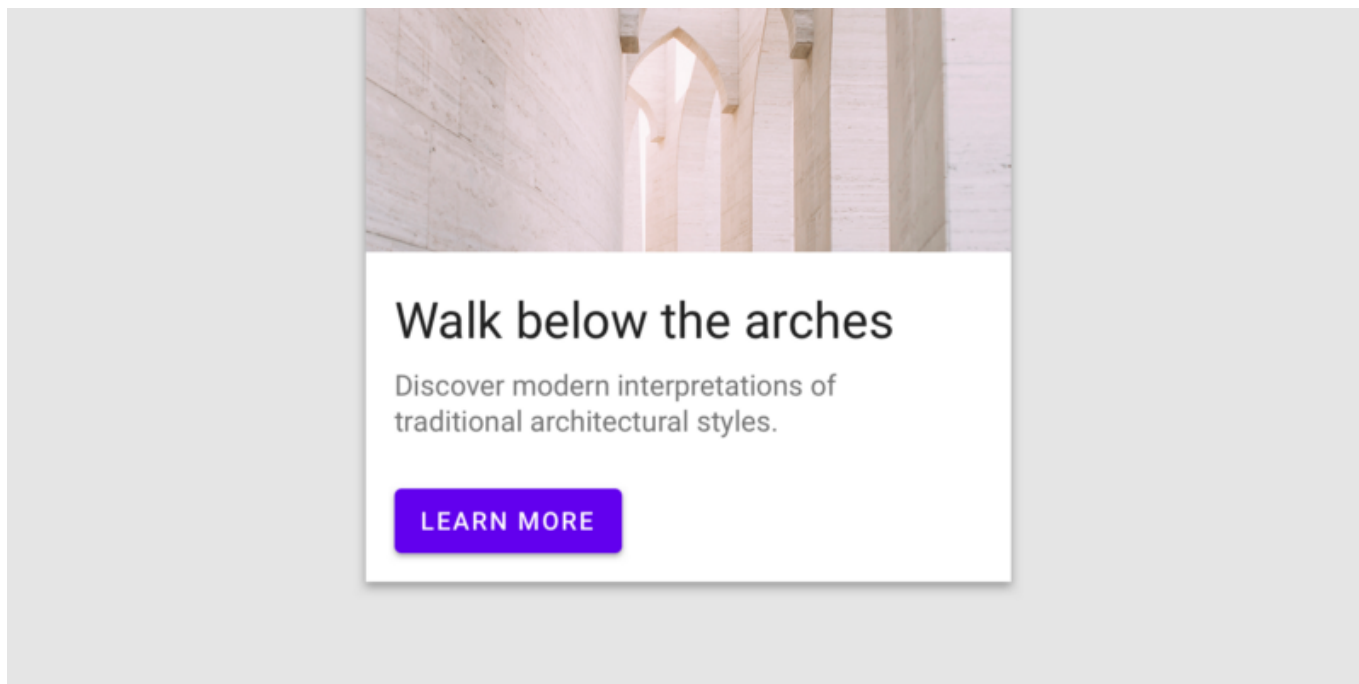 Walk below the arches
Discover modern interpretations of
traditional architectural styles.
LEARN MORE